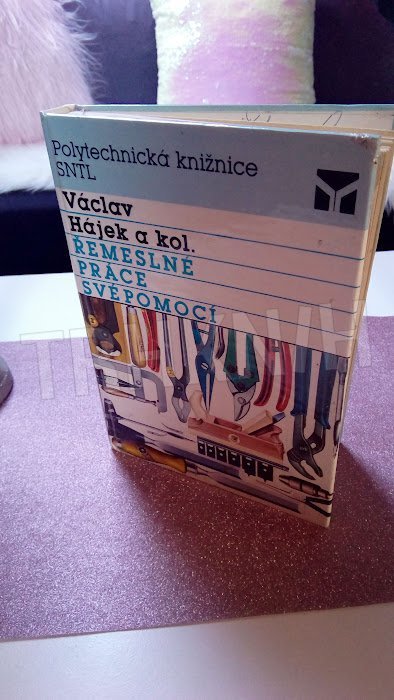 Polytechnická knižnice
SNTL
Václav
Hájek a kol.
ŘEMESLNÉ
PRÁCE
SVÉPOMOCÍ